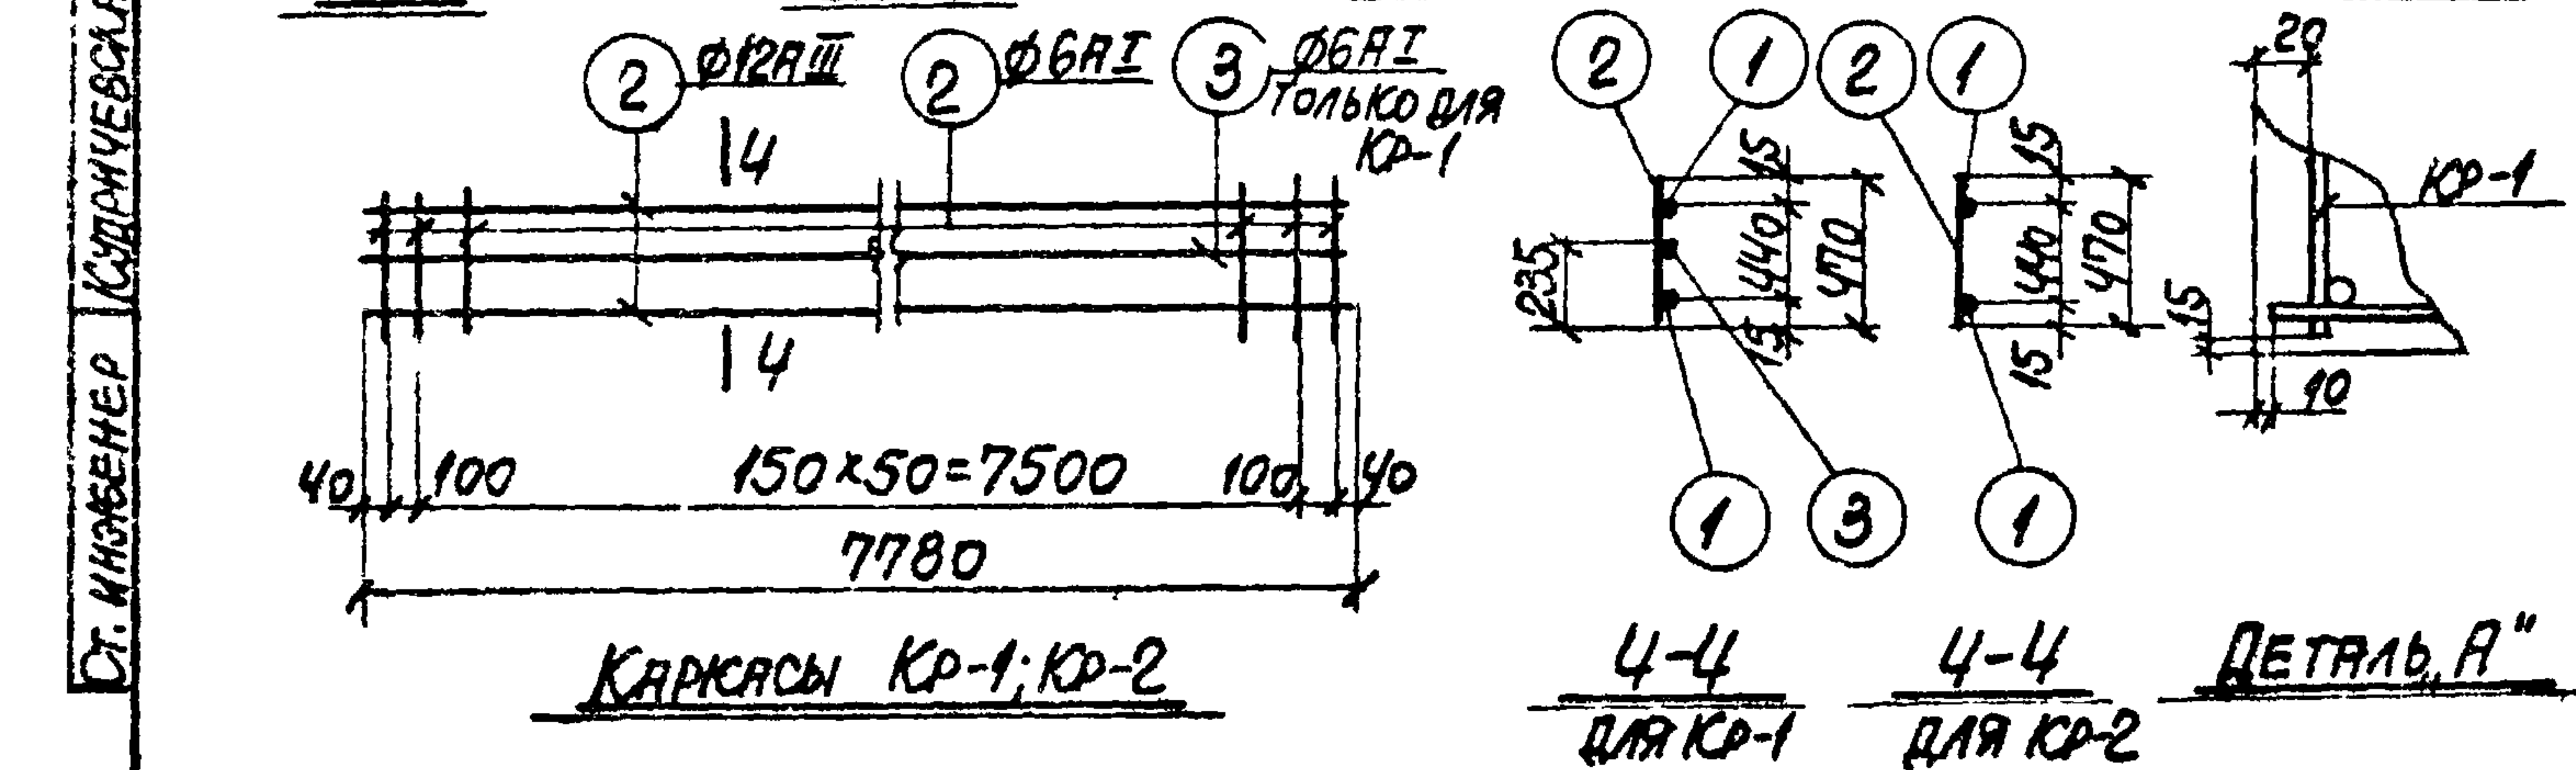 Ст. инженер Кудричевска
2 ∅12АIII
2 ∅6АI
3 ∅6АI
только для
КР-1
4
4
40 100 150×50=7500 100 40
7780
Каркасы КР-1; КР-2
2 1
15
235 440 470
15
1 3
4-4
для КР-1
2 1
15
440 470
15
1
4-4
для КР-2
20
КР-1
15
10
Деталь „А"